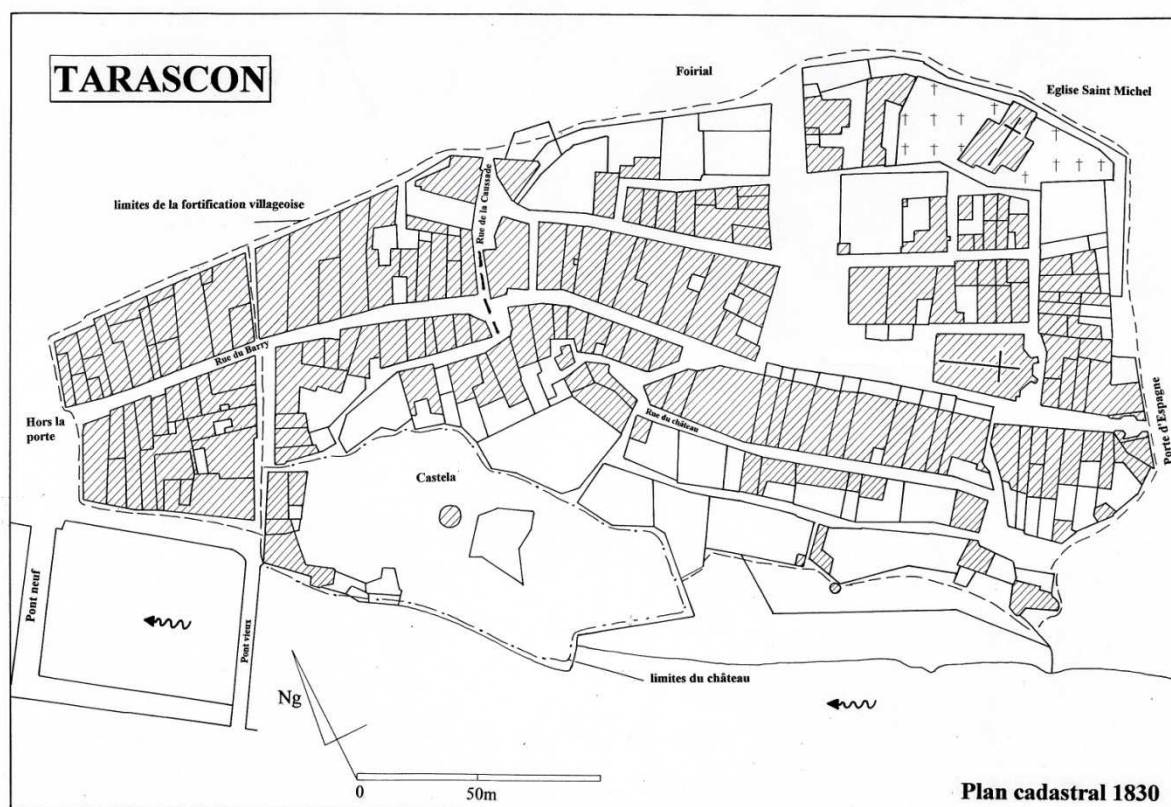 TARASCON
Foirial
Eglise Saint Michel
limites de la fortification villageoise
Rue de la Caussade
Rue du Barry
Hors la
porte
Rue du château
Porte d'Espagne
Castela
Pont neuf
Pont vieux
limites du château
Ng
0
50m
Plan cadastral 1830